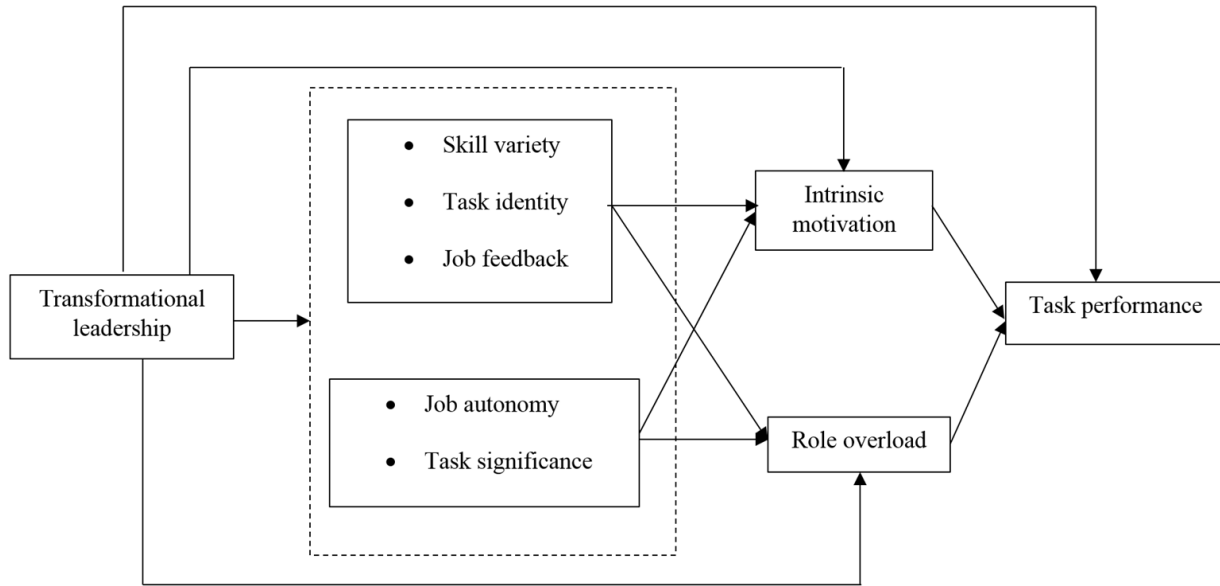 Transformational
leadership
• Skill variety
• Task identity
• Job feedback
• Job autonomy
• Task significance
Intrinsic
motivation
Role overload
Task performance